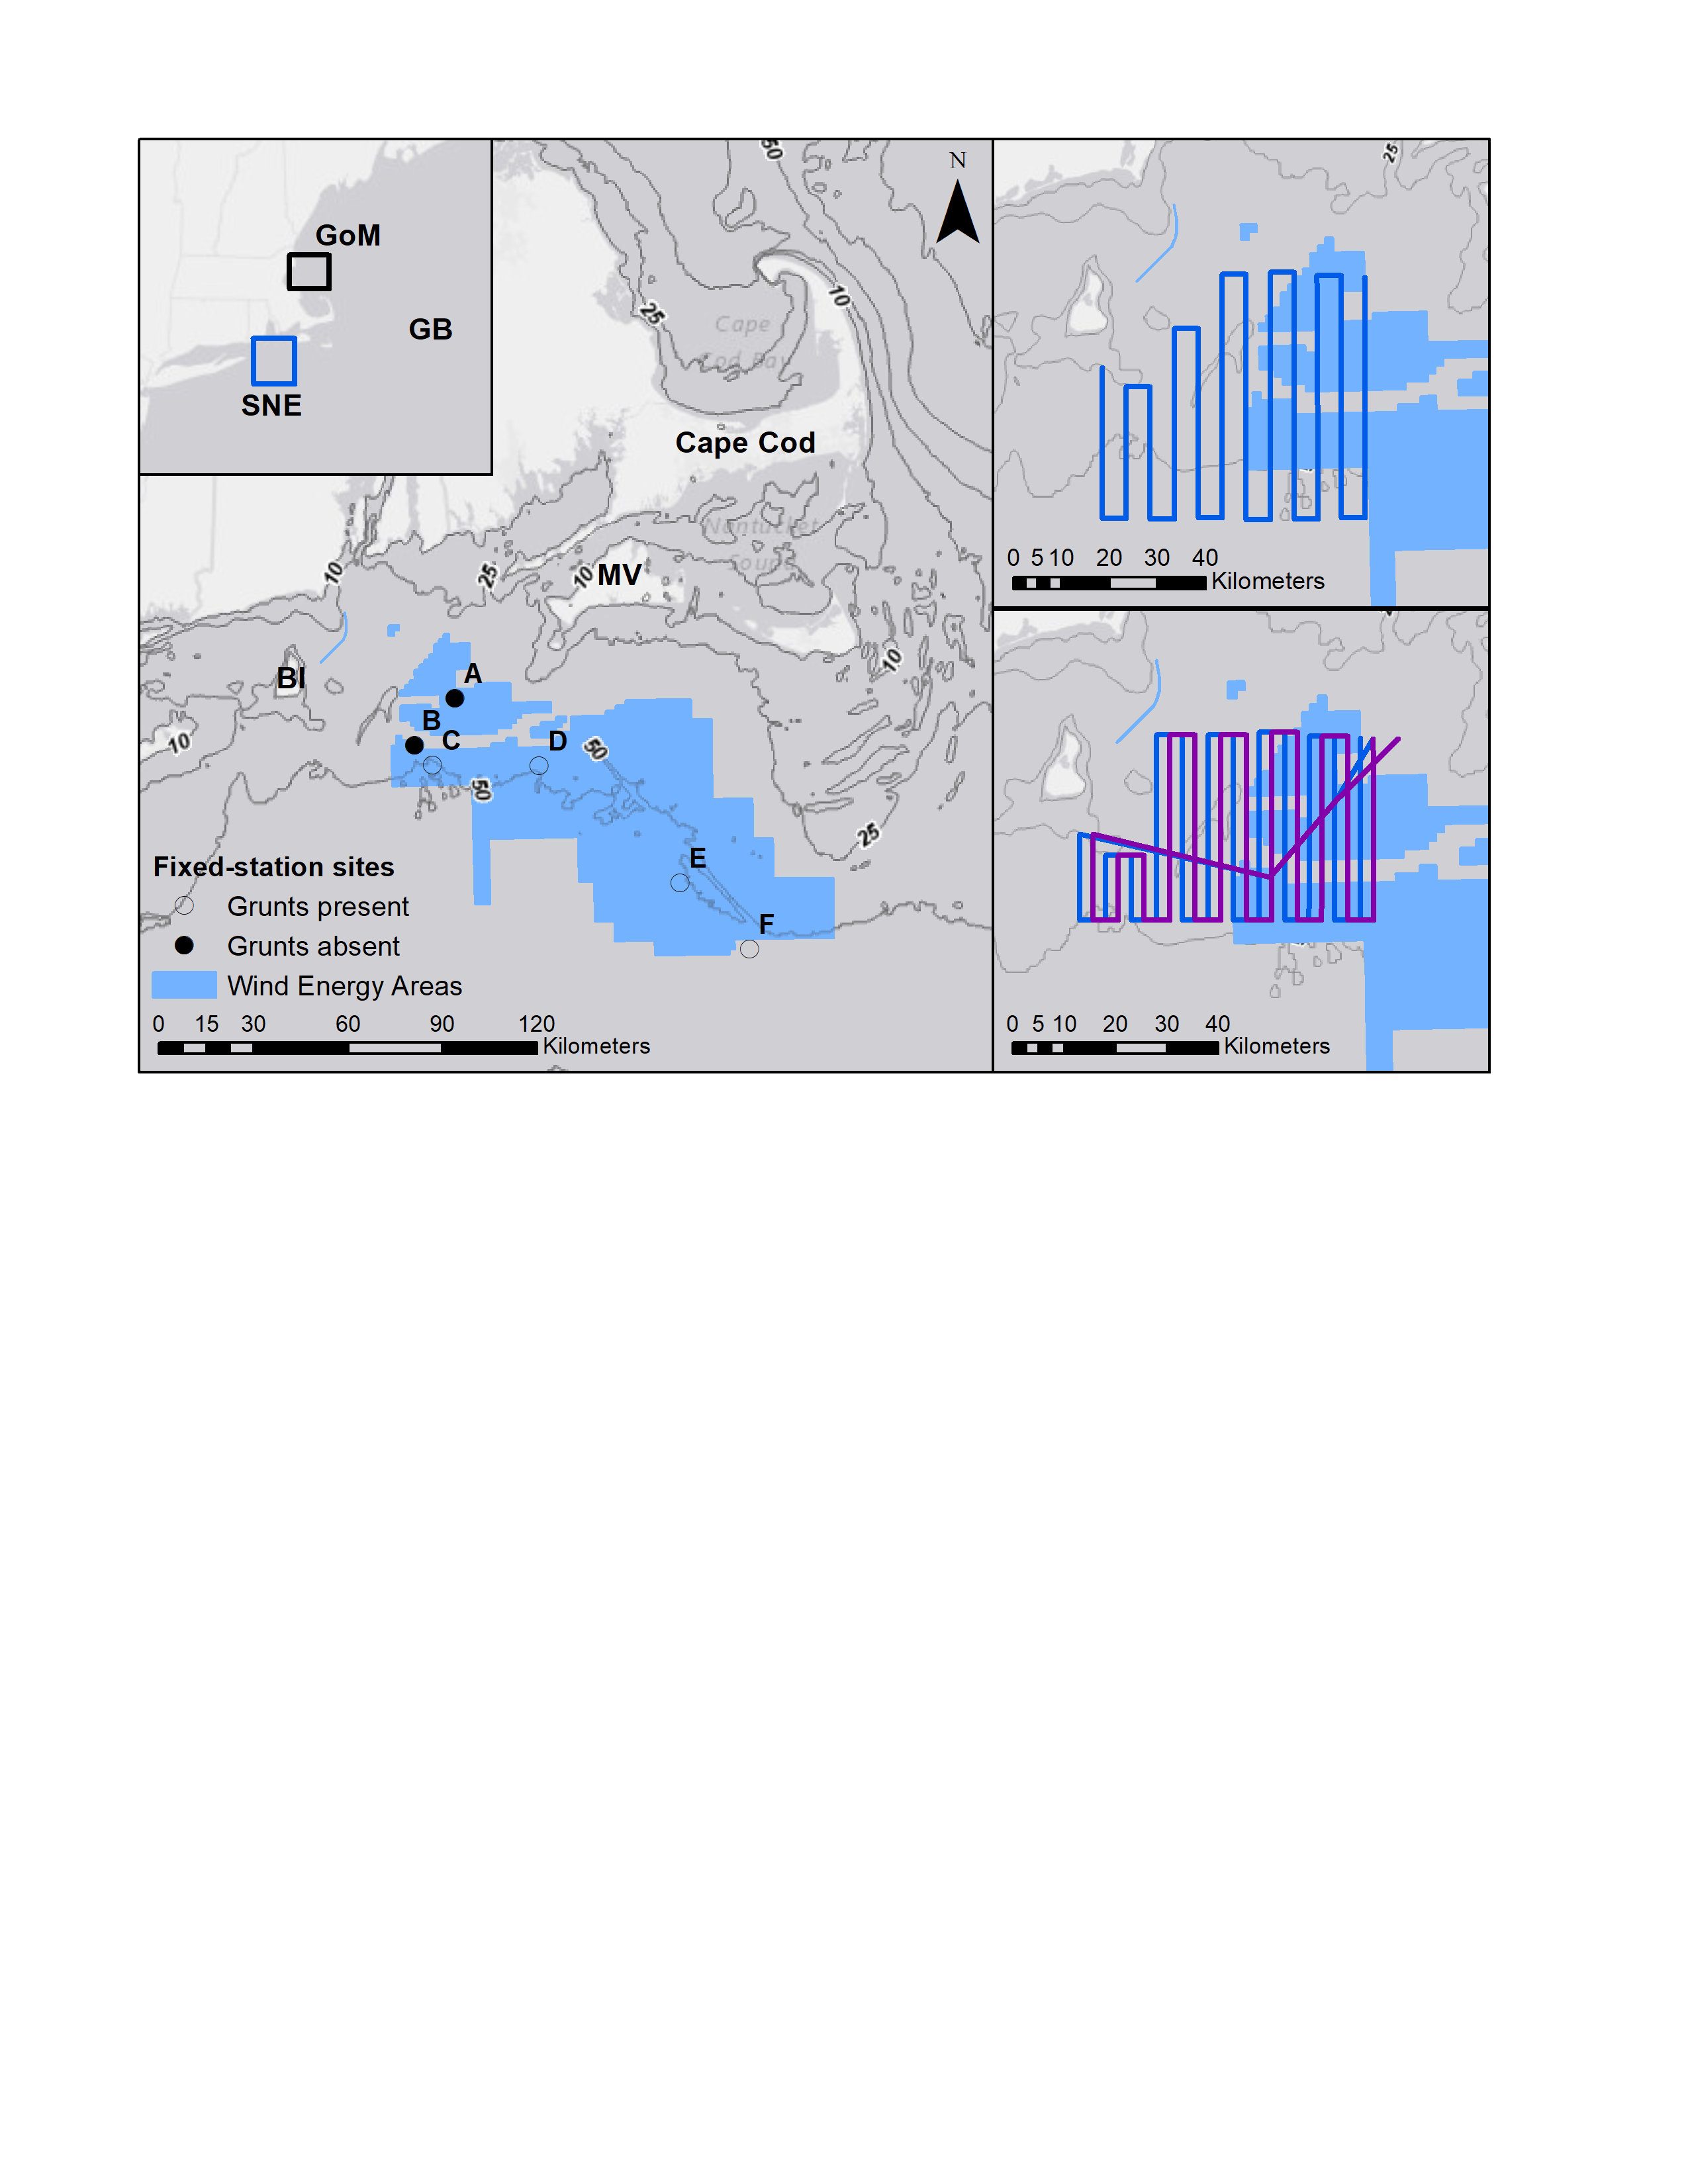 GoM
GB
SNE
50
N
10
25
Cape
Cod Bay
Cape Cod
Nantucket
Sound
10
25
10
MV
10
BI
A
B
C
D
50
50
10
25
E
F
Fixed-station sites
Grunts present
Grunts absent
Wind Energy Areas
0 15 30 60 90 120
Kilometers
25
0 5 10 20 30 40
Kilometers
0 5 10 20 30 40
Kilometers